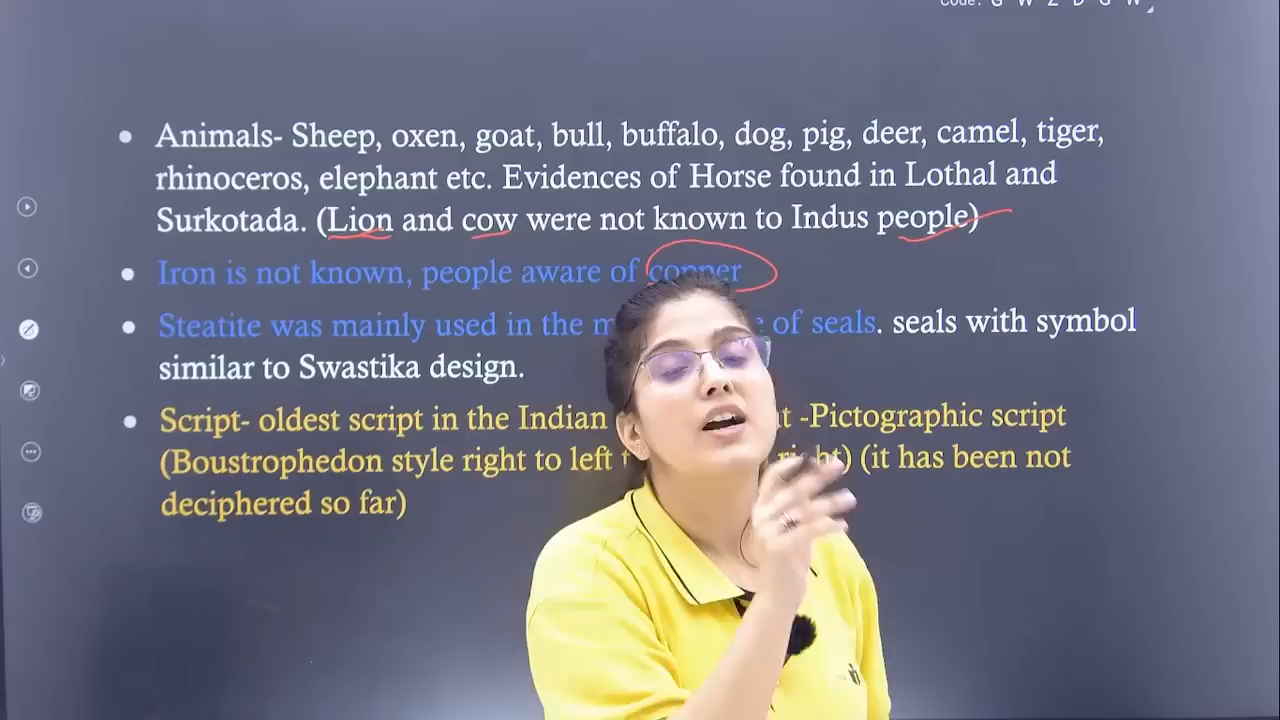 Code: G W Z D G W
Animals- Sheep, oxen, goat, bull, buffalo, dog, pig, deer, camel, tiger,
rhinoceros, elephant etc. Evidences of Horse found in Lothal and
Surkotada. (Lion and cow were not known to Indus people)
Iron is not known, people aware of copper
Steatite was mainly used in the of seals. seals with symbol
similar to Swastika design.
Script- oldest script in the Indian -Pictographic script
(Boustrophedon style right to left right) (it has been not
deciphered so far)